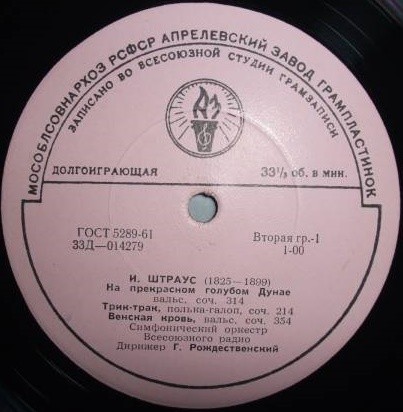 МОСОБЛСОВНАРХОЗ РСФСР АПРЕЛЕВСКИЙ ЗАВОД ГРАМПЛАСТИНОК
ЗАПИСАНО ВО ВСЕСОЮЗНОЙ СТУДИИ ГРАМЗАПИСИ
АЗ
ДОЛГОИГРАЮЩАЯ 33⅓ об. в мин.
ГОСТ 5289-61 Вторая гр.-1
33Д—014279 1-00
И. ШТРАУС (1825—1899)
На прекрасном голубом Дунае
вальс, соч. 314
Трик-трак, полька-галоп, соч. 214
Венская кровь, вальс, соч. 354
Симфонический оркестр
Всесоюзного радио
Дирижер Г. Рождественский